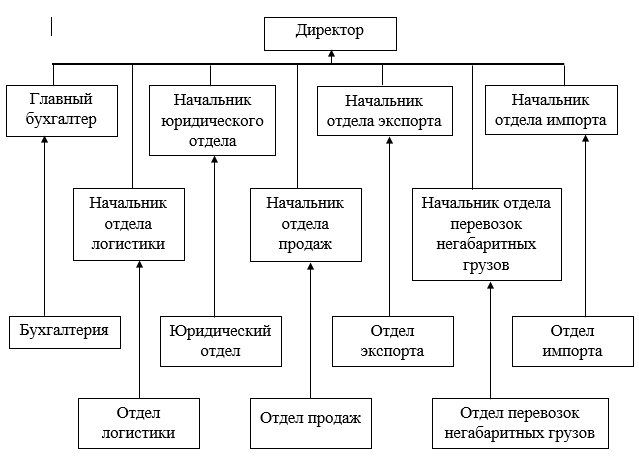 Директор
Главный
бухгалтер
Начальник
юридического
отдела
Начальник
отдела экспорта
Начальник
отдела импорта
Начальник
отдела
логистики
Начальник
отдела
продаж
Начальник отдела
перевозок
негабаритных
грузов
Бухгалтерия
Юридический
отдел
Отдел
экспорта
Отдел
импорта
Отдел
логистики
Отдел продаж
Отдел перевозок
негабаритных грузов